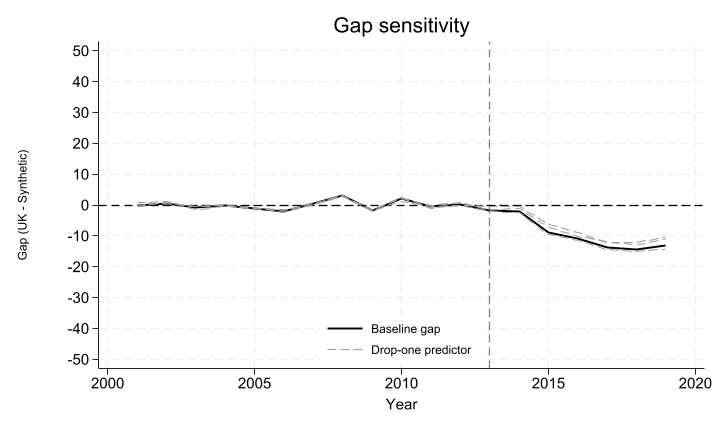 Gap sensitivity
50
40
30
20
10
0
-10
-20
-30
-40
-50
Gap (UK - Synthetic)
Baseline gap
Drop-one predictor
2000 2005 2010 2015 2020
Year